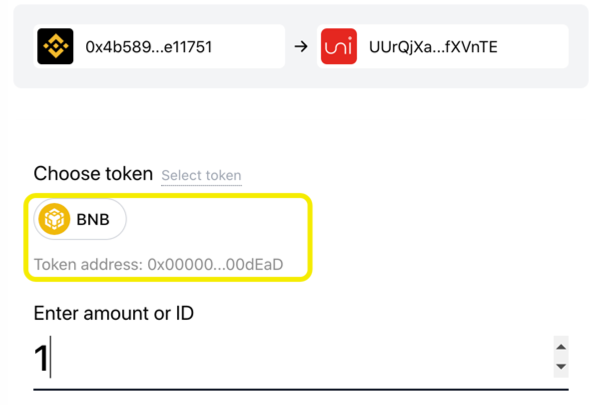 0x4b589...e11751 → uni UUrQjXa...fXVnTE
Choose token Select token
BNB
Token address: 0x00000...00dEaD
Enter amount or ID
1